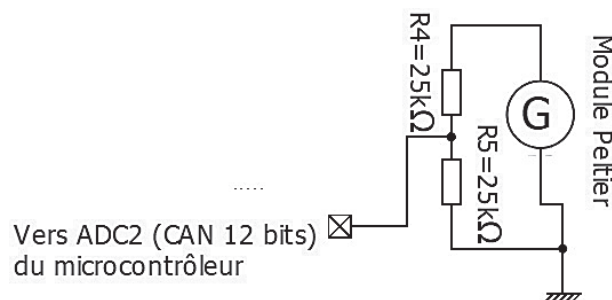 R4=25kΩ
G
Module Peltier
R5=25kΩ
.....
Vers ADC2 (CAN 12 bits)
du microcontrôleur